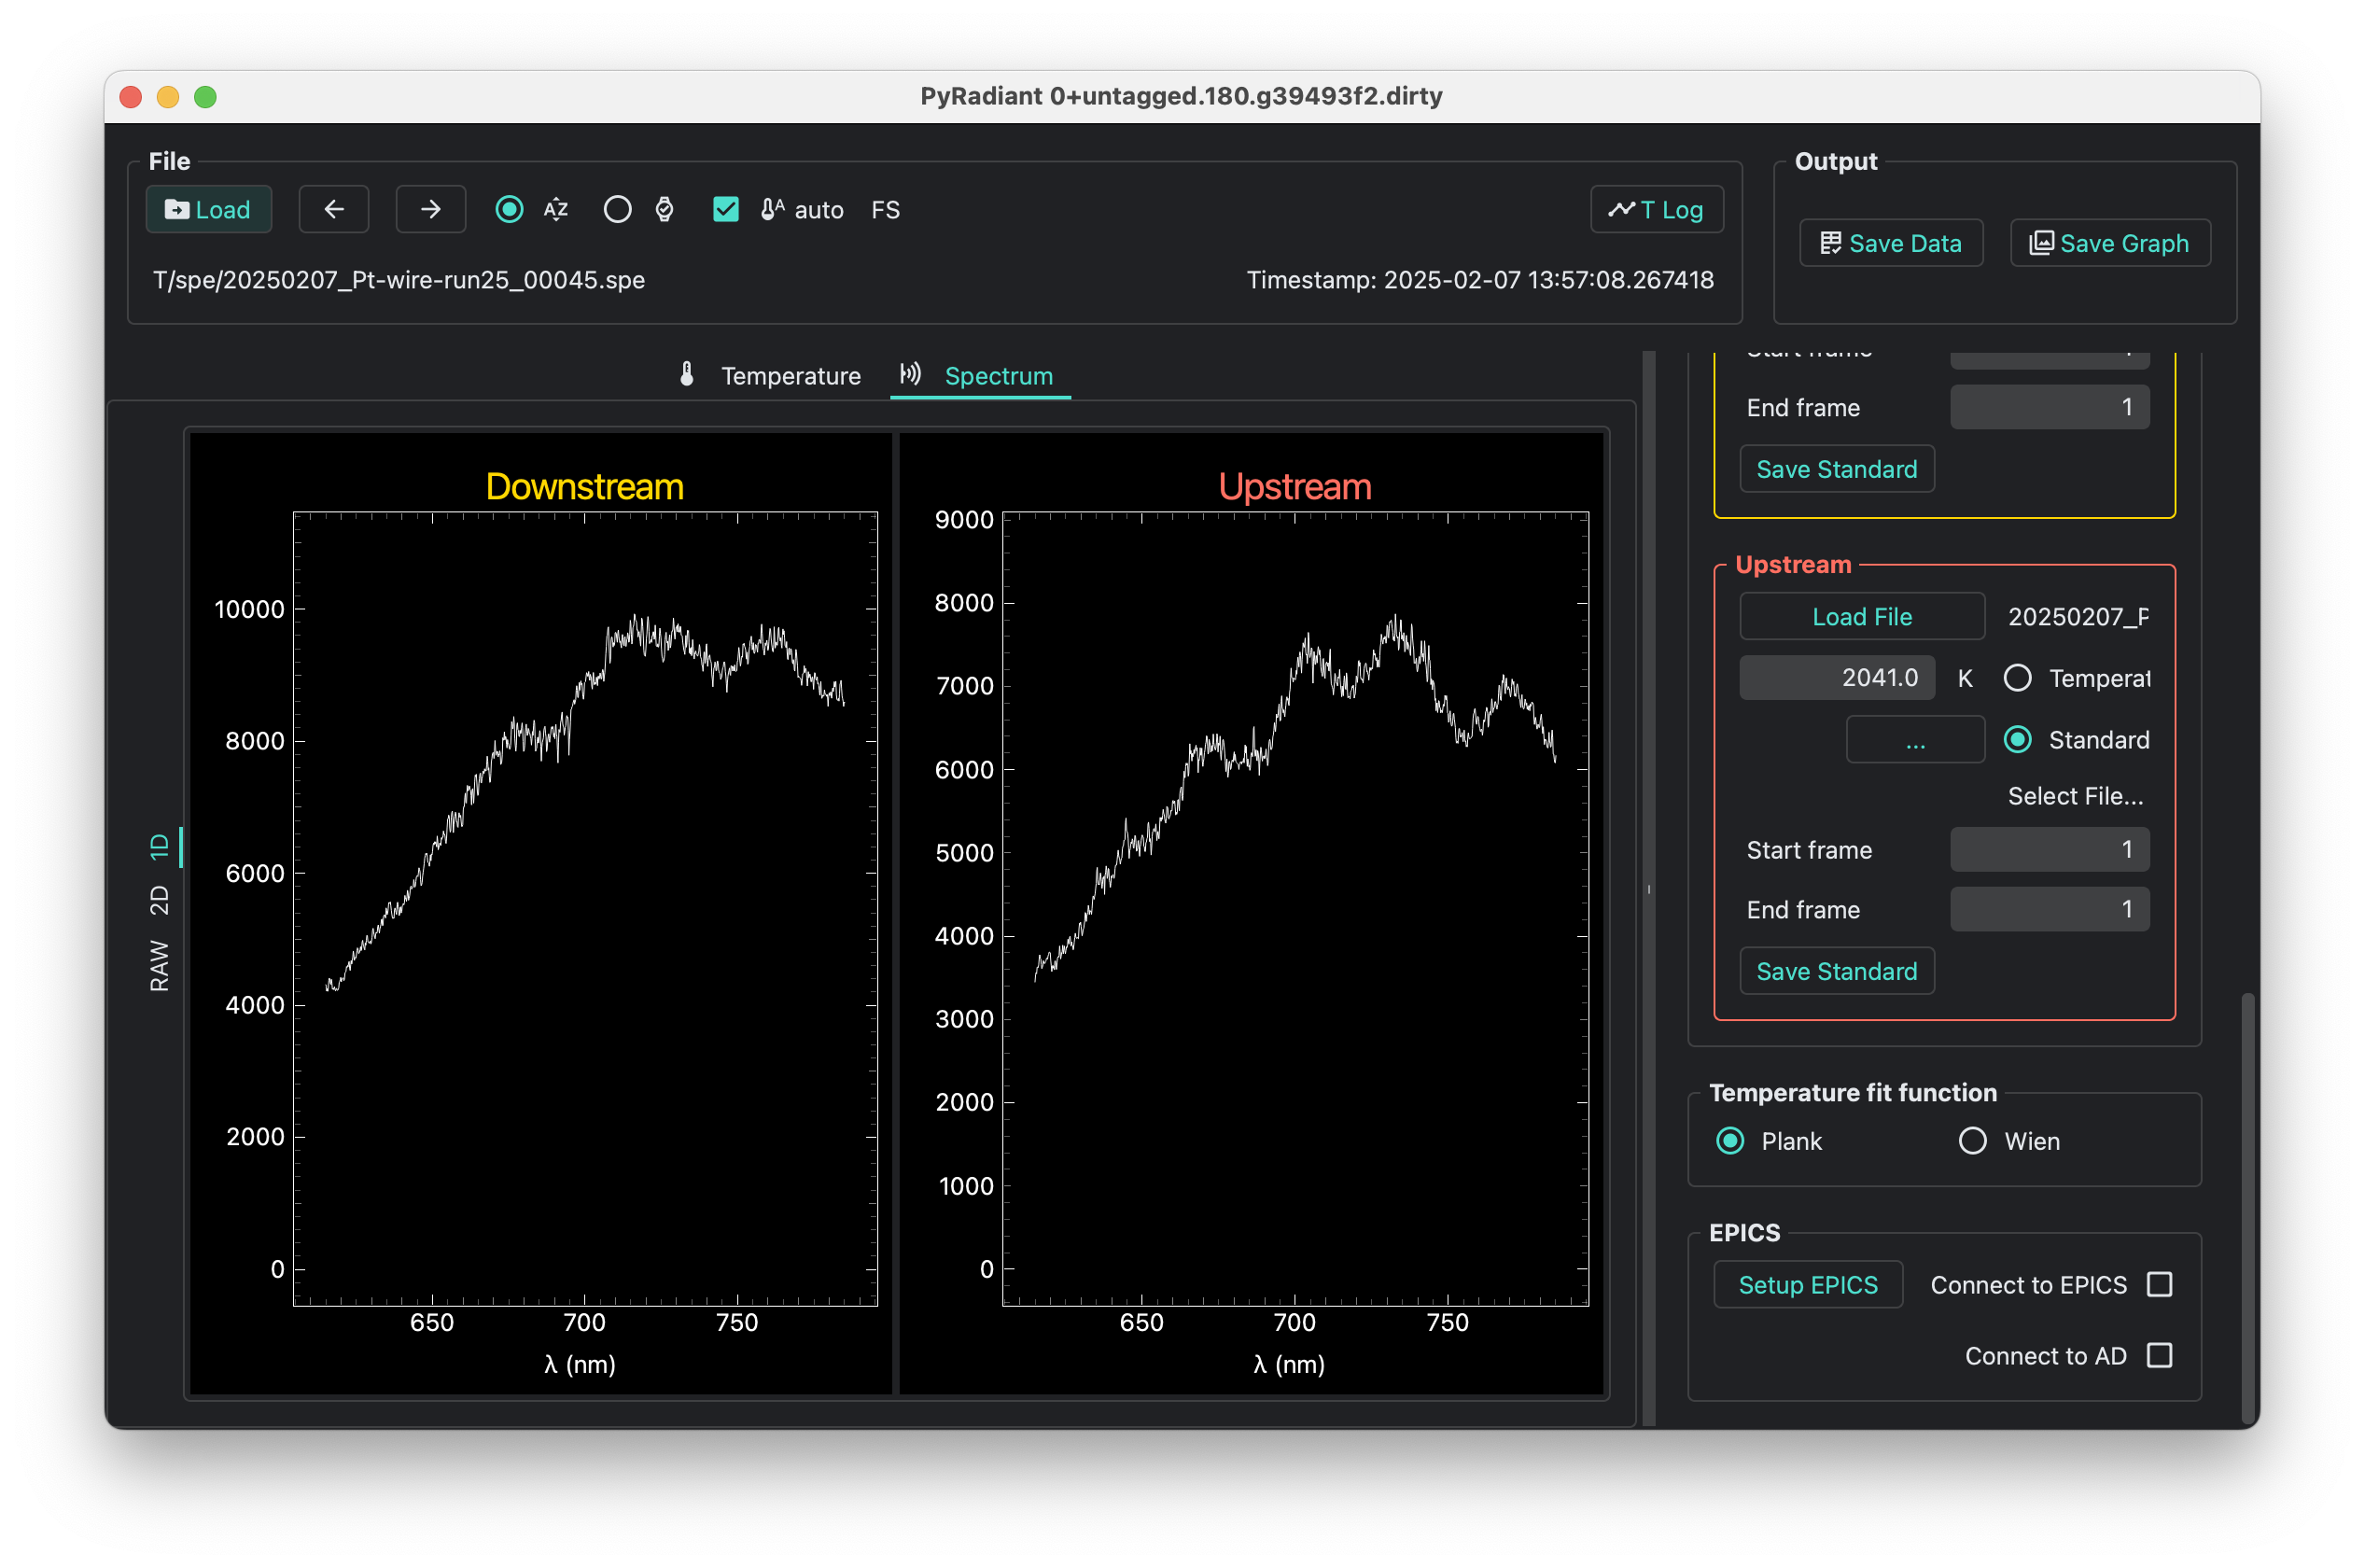 PyRadiant 0+untagged.180.g39493f2.dirty
File
Load
auto
FS
T Log
T/spe/20250207_Pt-wire-run25_00045.spe
Timestamp: 2025-02-07 13:57:08.267418
Output
Save Data
Save Graph
Temperature
Spectrum
1D
2D
RAW
Downstream
10000
8000
6000
4000
2000
0
650
700
750
λ (nm)
Upstream
9000
8000
7000
6000
5000
4000
3000
2000
1000
0
650
700
750
λ (nm)
Start frame
1
End frame
1
Save Standard
Upstream
Load File
20250207_P
2041.0
K
Temperat
...
Standard
Select File...
Start frame
1
End frame
1
Save Standard
Temperature fit function
Plank
Wien
EPICS
Setup EPICS
Connect to EPICS
Connect to AD